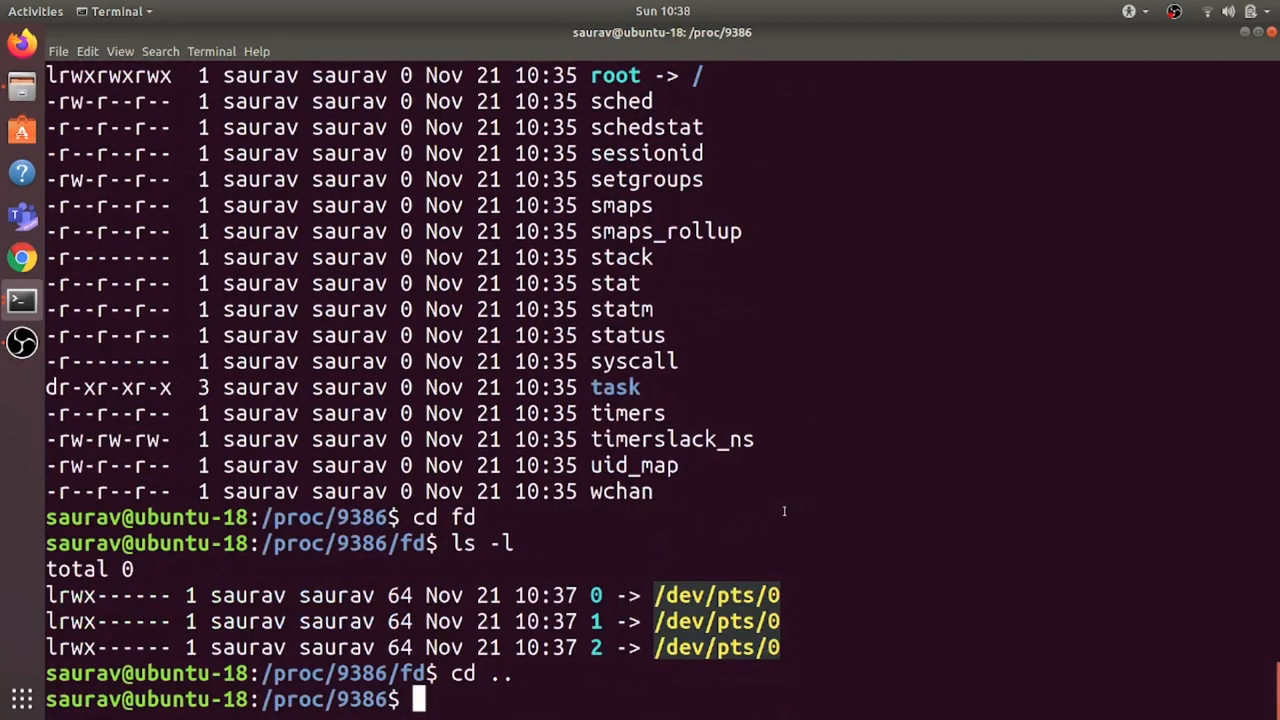 Activities Terminal Sun 10:38
saurav@ubuntu-18: /proc/9386
File Edit View Search Terminal Help
lrwxrwxrwx 1 saurav saurav 0 Nov 21 10:35 root -> /
-rw-r--r-- 1 saurav saurav 0 Nov 21 10:35 sched
-r--r--r-- 1 saurav saurav 0 Nov 21 10:35 schedstat
-r--r--r-- 1 saurav saurav 0 Nov 21 10:35 sessionid
-rw-r--r-- 1 saurav saurav 0 Nov 21 10:35 setgroups
-r--r--r-- 1 saurav saurav 0 Nov 21 10:35 smaps
-r--r--r-- 1 saurav saurav 0 Nov 21 10:35 smaps_rollup
-r-------- 1 saurav saurav 0 Nov 21 10:35 stack
-r--r--r-- 1 saurav saurav 0 Nov 21 10:35 stat
-r--r--r-- 1 saurav saurav 0 Nov 21 10:35 statm
-r--r--r-- 1 saurav saurav 0 Nov 21 10:35 status
-r-------- 1 saurav saurav 0 Nov 21 10:35 syscall
dr-xr-xr-x 3 saurav saurav 0 Nov 21 10:35 task
-r--r--r-- 1 saurav saurav 0 Nov 21 10:35 timers
-rw-rw-rw- 1 saurav saurav 0 Nov 21 10:35 timerslack_ns
-rw-r--r-- 1 saurav saurav 0 Nov 21 10:35 uid_map
-r--r--r-- 1 saurav saurav 0 Nov 21 10:35 wchan
saurav@ubuntu-18:/proc/9386$ cd fd
saurav@ubuntu-18:/proc/9386/fd$ ls -l
total 0
lrwx------ 1 saurav saurav 64 Nov 21 10:37 0 -> /dev/pts/0
lrwx------ 1 saurav saurav 64 Nov 21 10:37 1 -> /dev/pts/0
lrwx------ 1 saurav saurav 64 Nov 21 10:37 2 -> /dev/pts/0
saurav@ubuntu-18:/proc/9386/fd$ cd ..
saurav@ubuntu-18:/proc/9386$